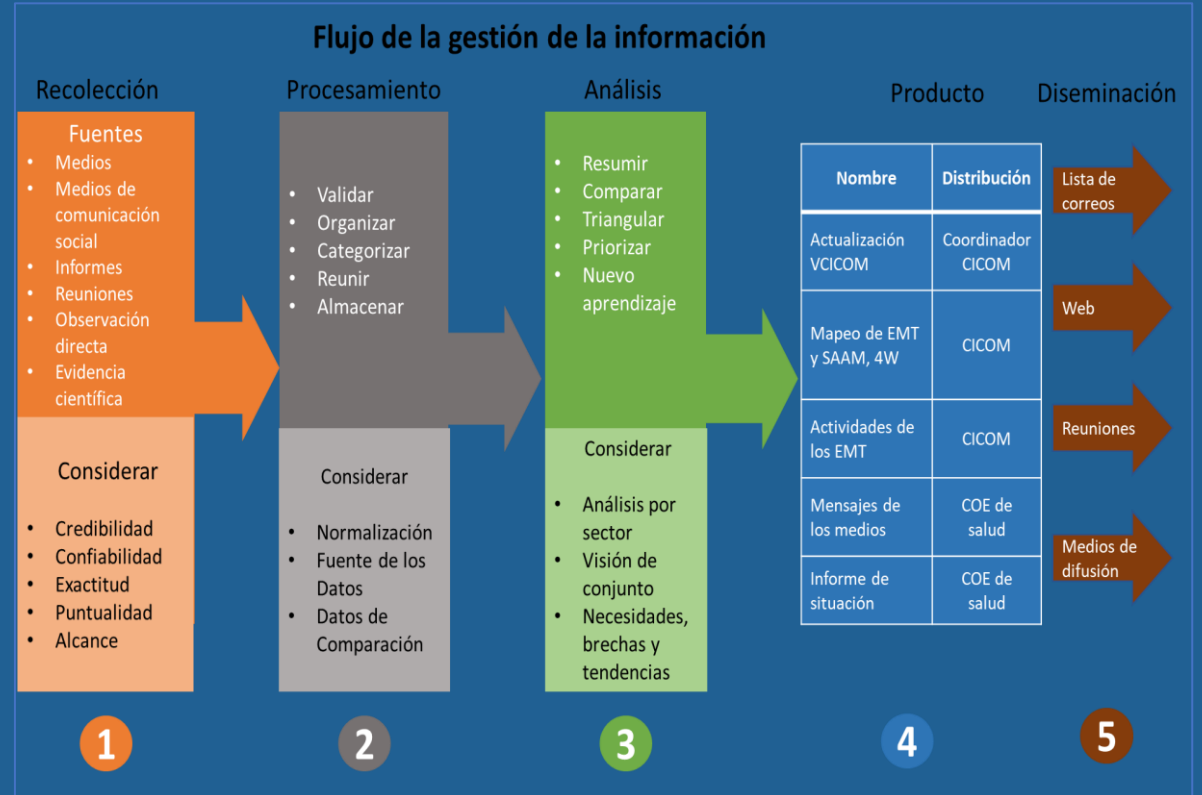 Flujo de la gestión de la información
Recolección
Fuentes
• Medios
• Medios de
comunicación
social
• Informes
• Reuniones
• Observación
directa
• Evidencia
científica
Considerar
• Credibilidad
• Confiabilidad
• Exactitud
• Puntualidad
• Alcance
1
Procesamiento
• Validar
• Organizar
• Categorizar
• Reunir
• Almacenar
Considerar
• Normalización
• Fuente de los
Datos
• Datos de
Comparación
2
Análisis
• Resumir
• Comparar
• Triangular
• Priorizar
• Nuevo
aprendizaje
Considerar
• Análisis por
sector
• Visión de
conjunto
• Necesidades,
brechas y
tendencias
3
Producto
Nombre
Distribución
Actualización
VCICOM
Coordinador
CICOM
Mapeo de EMT
y SAAM, 4W
CICOM
Actividades de
los EMT
CICOM
Mensajes de
los medios
COE de
salud
Informe de
situación
COE de
salud
4
Diseminación
Lista de
correos
Web
Reuniones
Medios de
difusión
5